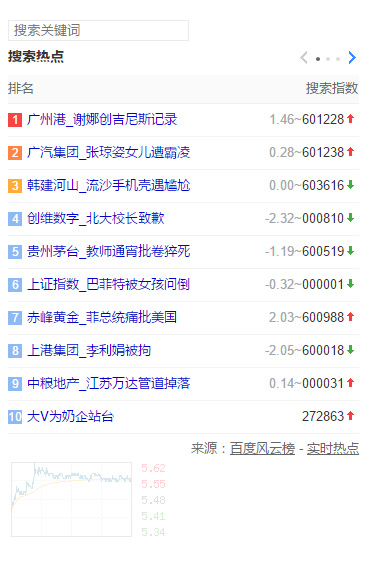 搜索关键词
搜索热点
排名 搜索指数
1 广州港_谢娜创吉尼斯记录 1.46~601228
2 广汽集团_张琼姿女儿遭霸凌 0.28~601238
3 韩建河山_流沙手机壳遇尴尬 0.00~603616
4 创维数字_北大校长致歉 -2.32~000810
5 贵州茅台_教师通宵批卷猝死 -1.19~600519
6 上证指数_巴菲特被女孩问倒 -0.32~000001
7 赤峰黄金_菲总统痛批美国 2.03~600988
8 上港集团_李利娟被拘 -2.05~600018
9 中粮地产_江苏万达管道掉落 0.14~000031
10 大V为奶企站台 272863
来源：百度风云榜 - 实时热点
5.62
5.55
5.48
5.41
5.34